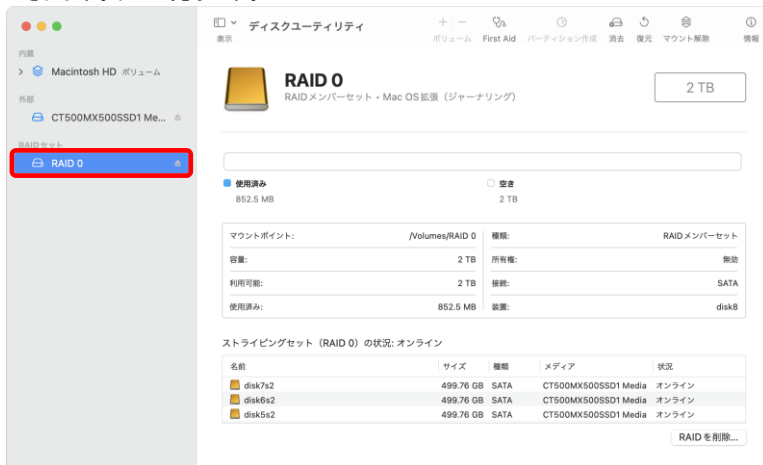 ディスクユーティリティ
表示
ボリューム First Aid パーティション作成 消去 復元 マウント解除 情報
内蔵
Macintosh HD ボリューム
外部
CT500MX500SSD1 Me...
RAIDセット
RAID 0
RAID 0
RAIDメンバーセット・Mac OS拡張（ジャーナリング）
2 TB
使用済み
852.5 MB
空き
2 TB
マウントポイント: /Volumes/RAID 0 種類: RAIDメンバーセット
容量: 2 TB 所有権: 無効
利用可能: 2 TB 接続: SATA
使用済み: 852.5 MB 装置: disk8
ストライピングセット（RAID 0）の状況: オンライン
名前 サイズ 種類 メディア 状況
disk7s2 499.76 GB SATA CT500MX500SSD1 Media オンライン
disk6s2 499.76 GB SATA CT500MX500SSD1 Media オンライン
disk5s2 499.76 GB SATA CT500MX500SSD1 Media オンライン
RAIDを削除...